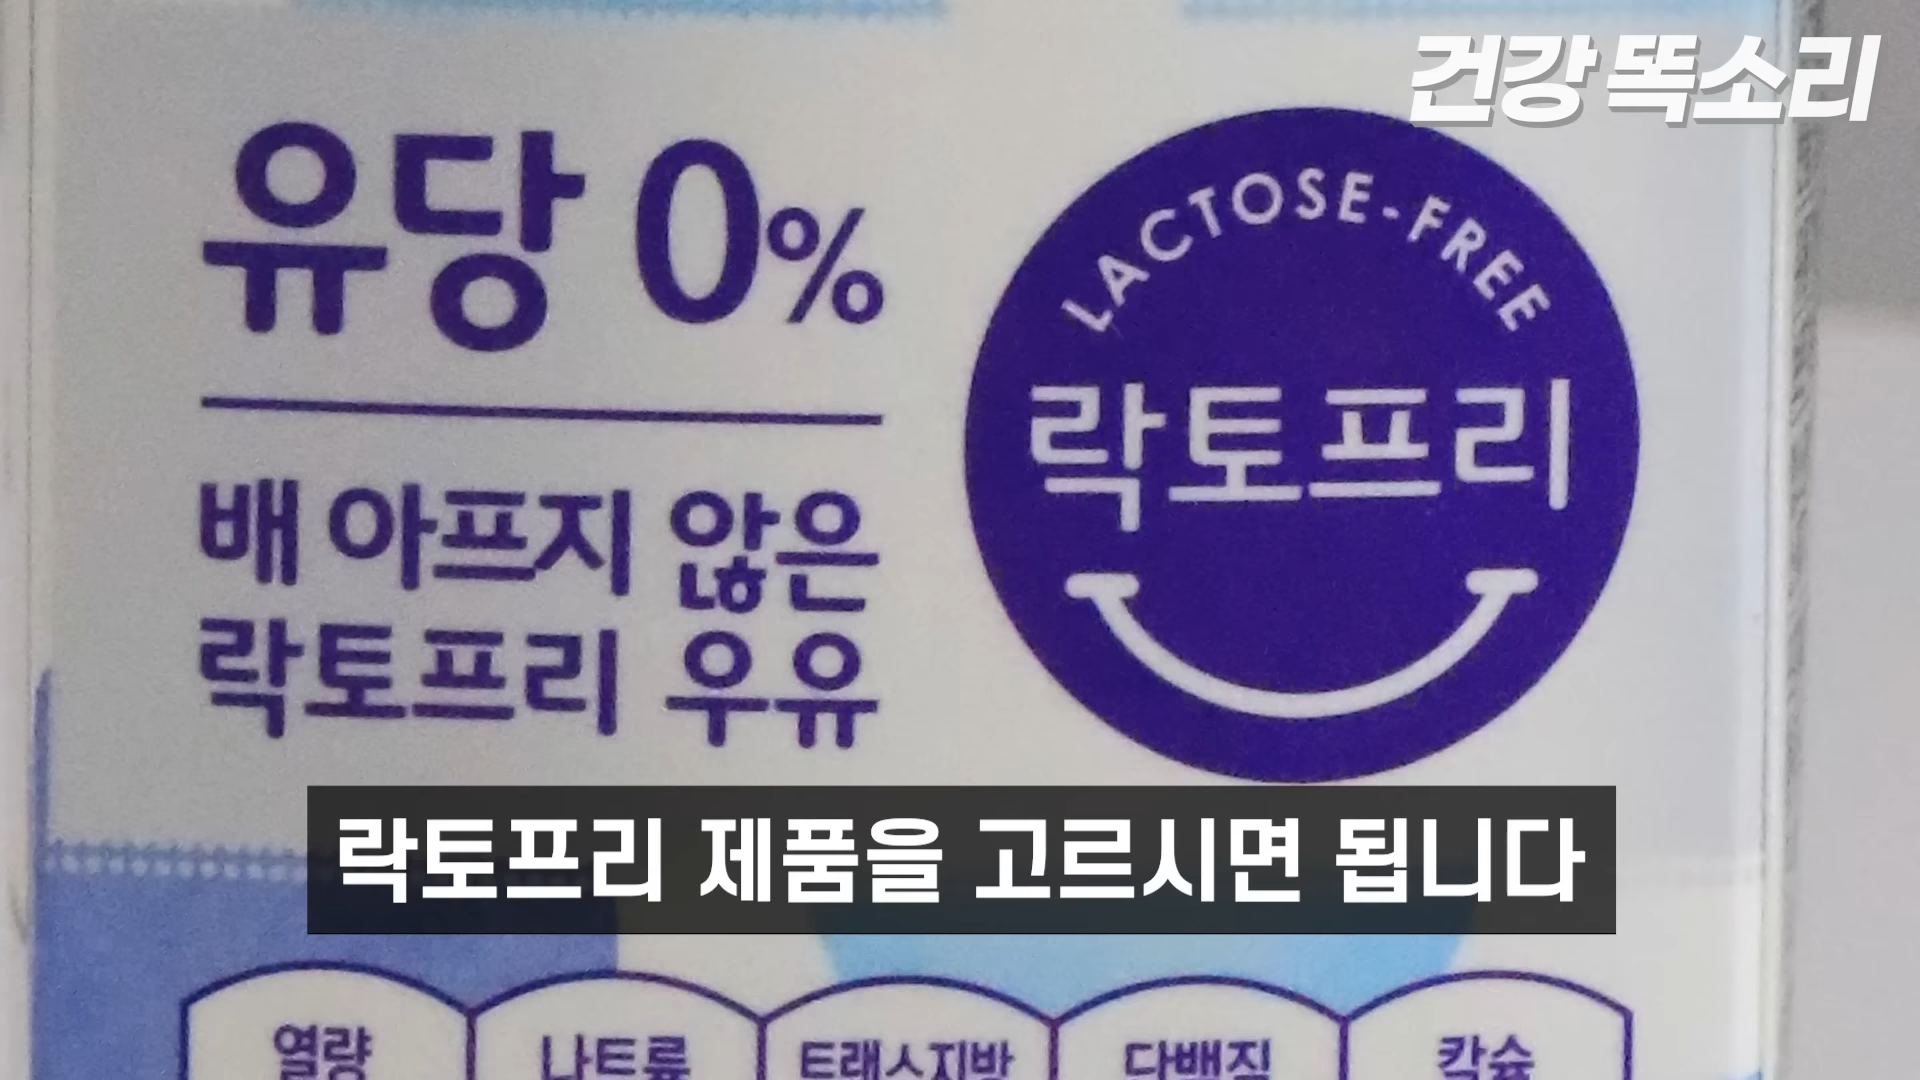 건강 똑소리
유당 0%
배 아프지 않은
락토프리 우유
LACTOSE-FREE
락토프리
락토프리 제품을 고르시면 됩니다
열량 나트륨 트랜스지방 단백질 칼슘